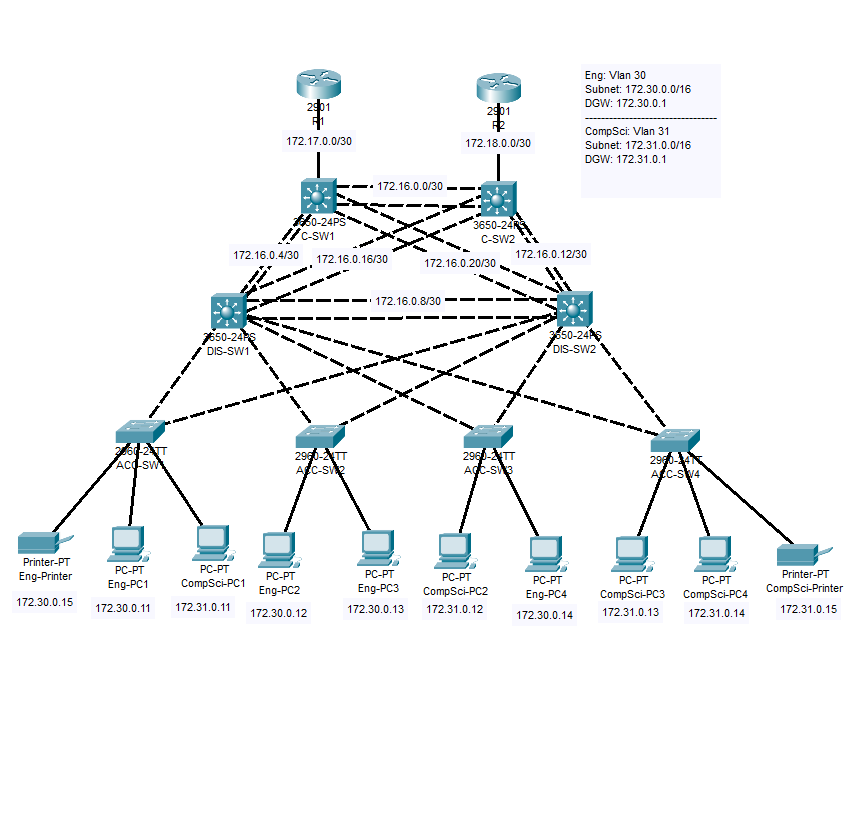 Eng: Vlan 30
Subnet: 172.30.0.0/16
DGW: 172.30.0.1
--------------------------------
CompSci: Vlan 31
Subnet: 172.31.0.0/16
DGW: 172.31.0.1
2901
R1
2901
R2
172.17.0.0/30
172.18.0.0/30
172.16.0.0/30
3650-24PS
C-SW1
3650-24PS
C-SW2
172.16.0.4/30
172.16.0.16/30
172.16.0.20/30
172.16.0.12/30
172.16.0.8/30
3650-24PS
DIS-SW1
3650-24PS
DIS-SW2
2960-24TT
ACC-SW1
2960-24TT
ACC-SW2
2960-24TT
ACC-SW3
2960-24TT
ACC-SW4
Printer-PT
Eng-Printer
172.30.0.15
PC-PT
Eng-PC1
172.30.0.11
PC-PT
CompSci-PC1
172.31.0.11
PC-PT
Eng-PC2
172.30.0.12
PC-PT
Eng-PC3
172.30.0.13
PC-PT
CompSci-PC2
172.31.0.12
PC-PT
Eng-PC4
172.30.0.14
PC-PT
CompSci-PC3
172.31.0.13
PC-PT
CompSci-PC4
172.31.0.14
Printer-PT
CompSci-Printer
172.31.0.15